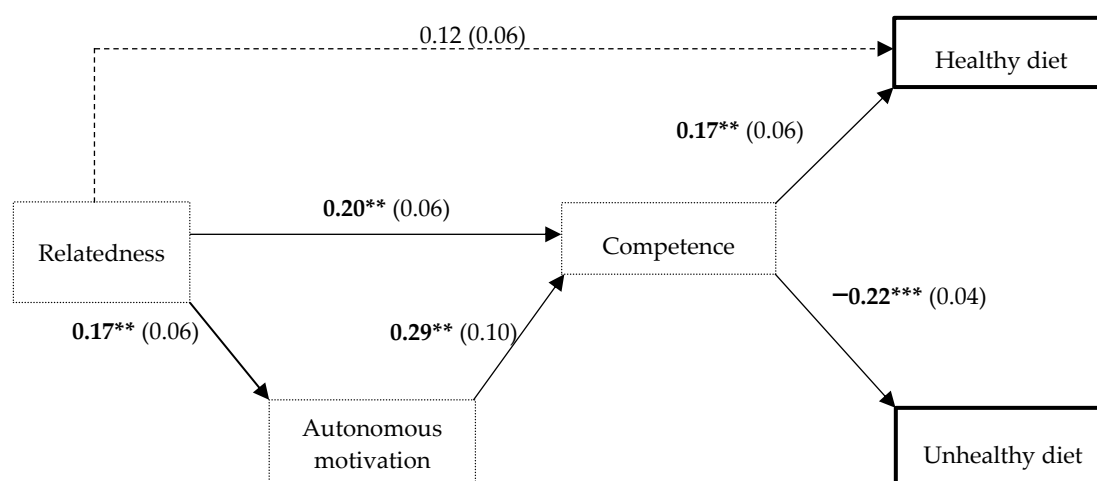 0.12 (0.06)
Healthy diet
0.17** (0.06)
0.20** (0.06)
Relatedness
Competence
−0.22*** (0.04)
0.17** (0.06)
0.29** (0.10)
Autonomous
motivation
Unhealthy diet